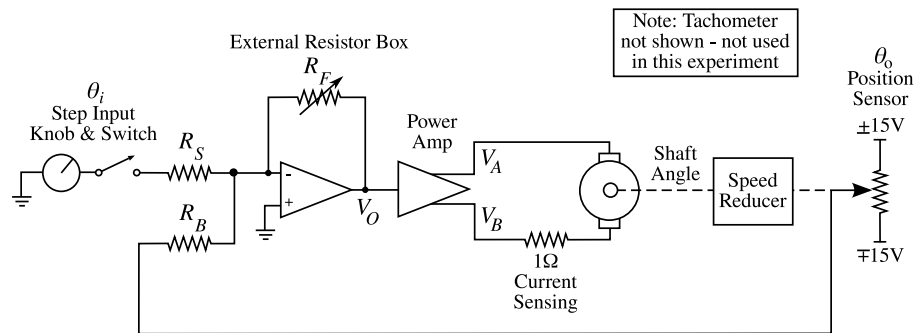 Note: Tachometer
not shown - not used
in this experiment
External Resistor Box
R_F
θ_i
Step Input
Knob & Switch
R_S
-
+
V_O
R_B
Power
Amp
V_A
V_B
1Ω
Current
Sensing
Shaft
Angle
Speed
Reducer
θ_o
Position
Sensor
±15V
∓15V